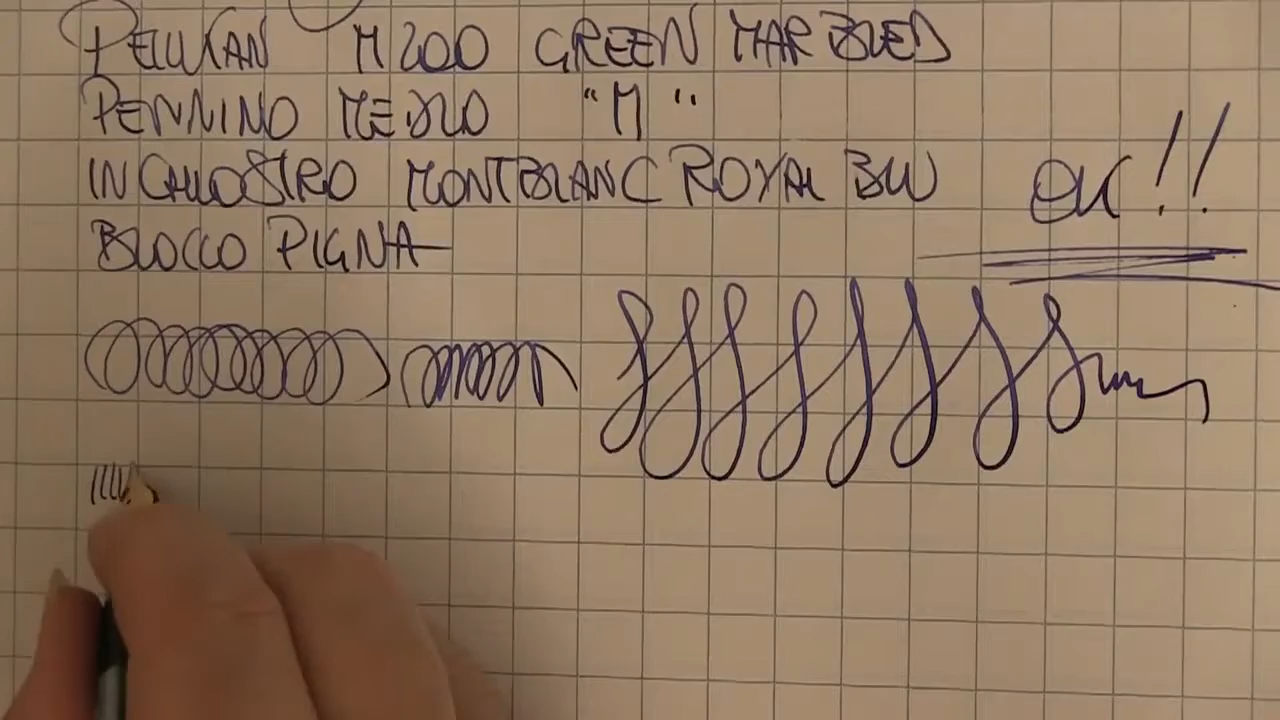 PELIKAN M200 GREEN MARBLED
PENNINO MEDIO "M"
INCHIOSTRO MONTBLANC ROYAL BLU
OK!!
BLOCCO PIGNA